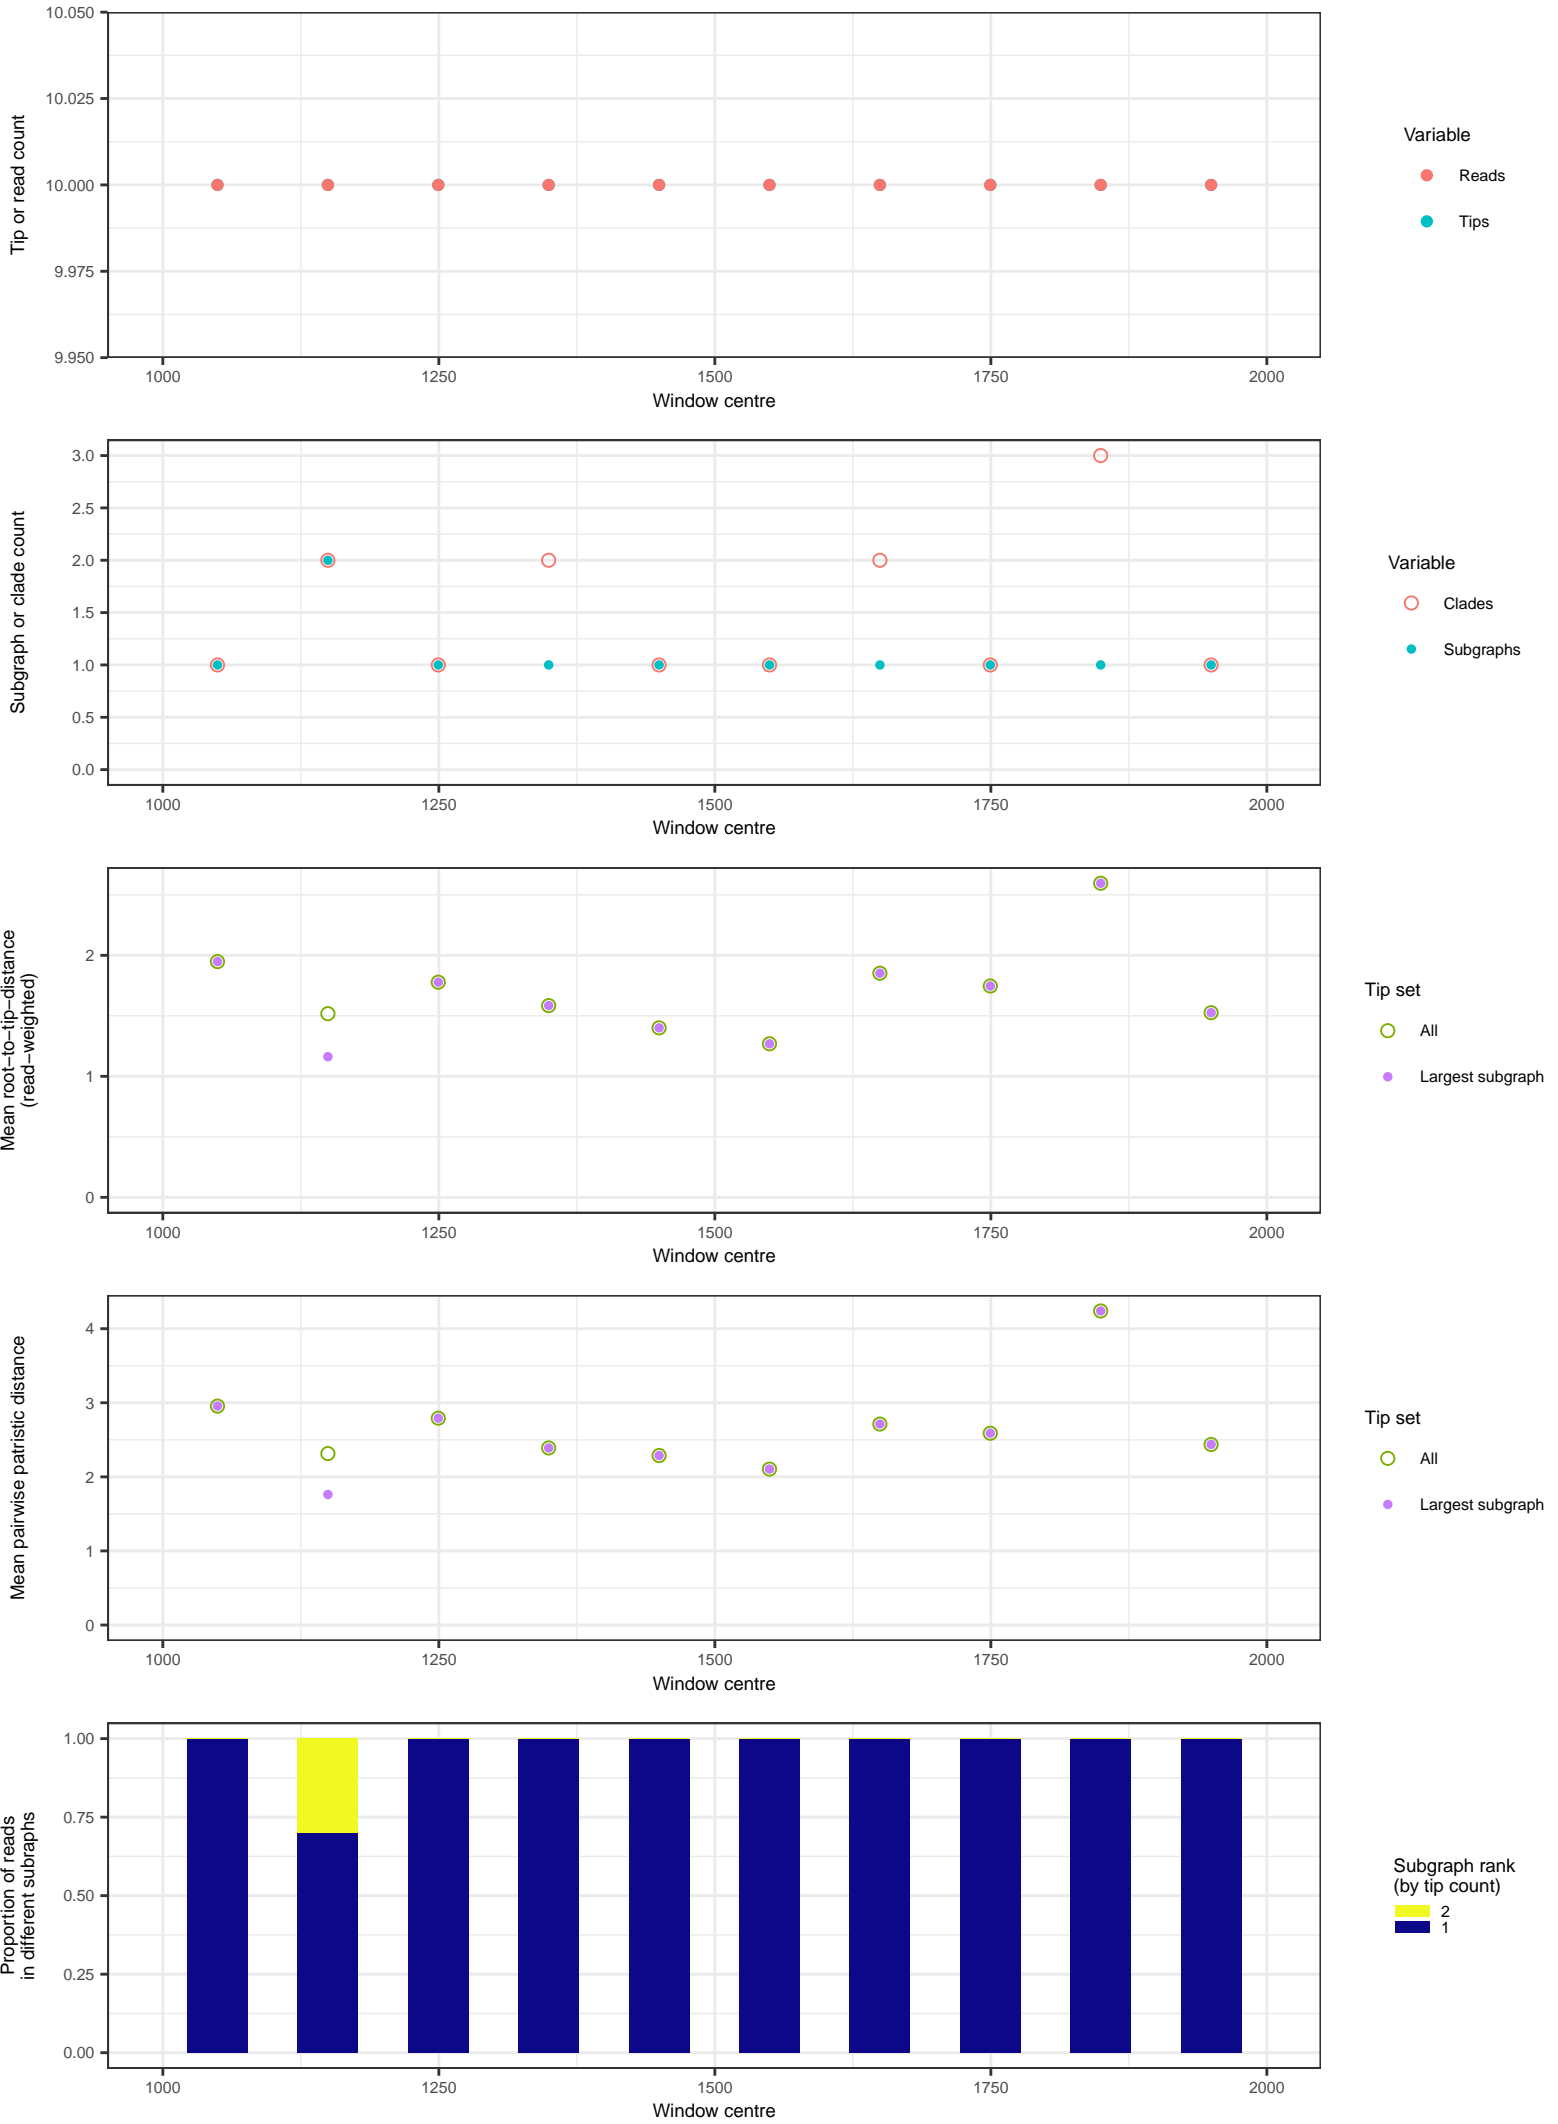 10.050
10.025
10.000
9.975
9.950
Tip or read count
1000 1250 1500 1750 2000
Window centre
Variable
Reads
Tips
3.0
2.5
2.0
1.5
1.0
0.5
0.0
Subgraph or clade count
1000 1250 1500 1750 2000
Window centre
Variable
Clades
Subgraphs
2
1
0
Mean root−to−tip−distance
(read−weighted)
1000 1250 1500 1750 2000
Window centre
Tip set
All
Largest subgraph
4
3
2
1
0
Mean pairwise patristic distance
1000 1250 1500 1750 2000
Window centre
Tip set
All
Largest subgraph
1.00
0.75
0.50
0.25
0.00
Proportion of reads
in different subraphs
1000 1250 1500 1750 2000
Window centre
Subgraph rank
(by tip count)
2
1